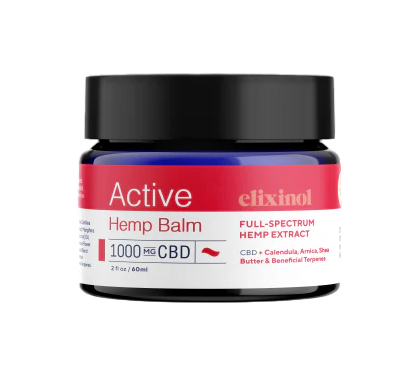 Active
elixinol
Hemp Balm
FULL-SPECTRUM
HEMP EXTRACT
1000 MG CBD
CBD + Calendula, Arnica, Shea
Butter & Beneficial Terpenes
2 fl oz / 60ml